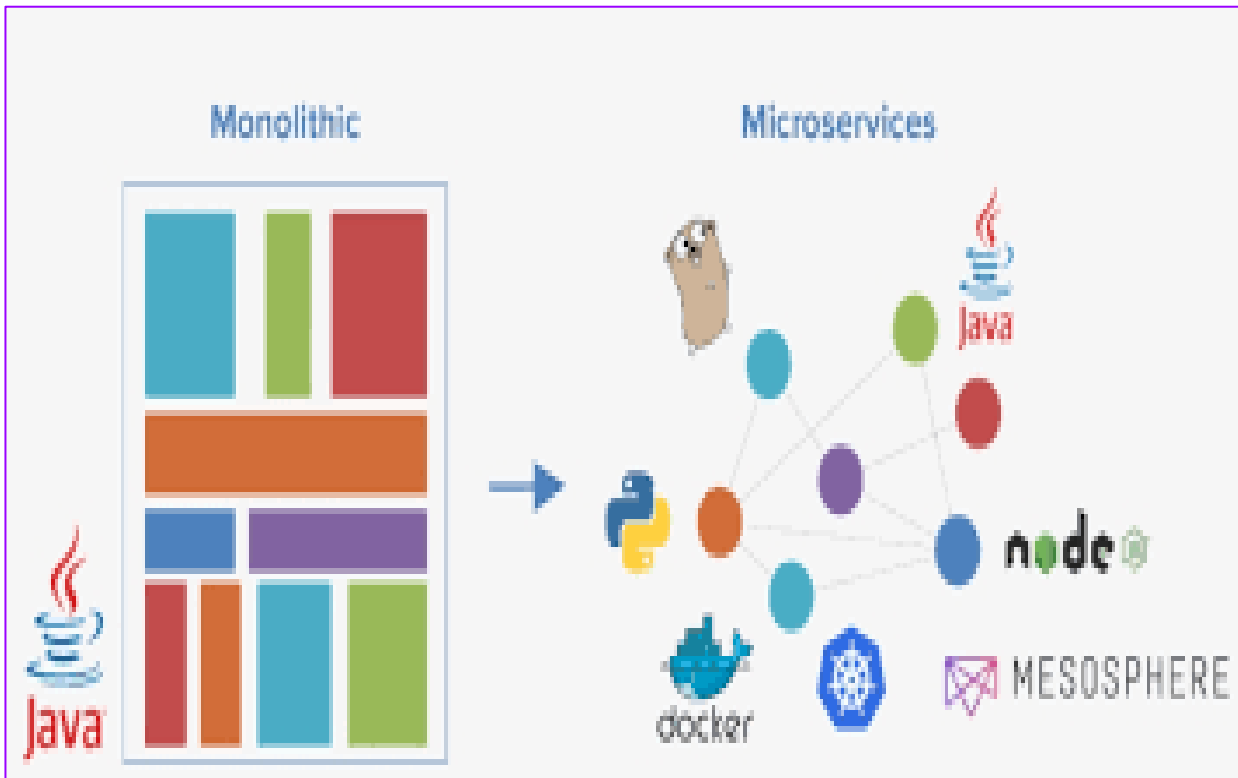 Monolithic
Microservices
Java
Java
node
docker
MESOSPHERE